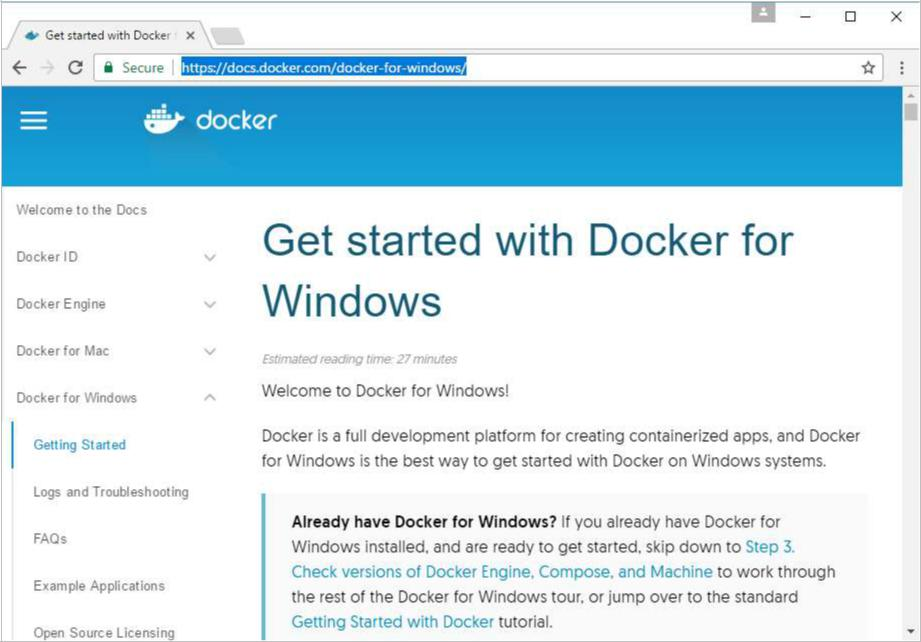 Get started with Docker f
Secure
https://docs.docker.com/docker-for-windows/
docker
Welcome to the Docs
Docker ID
Docker Engine
Docker for Mac
Docker for Windows
Getting Started
Logs and Troubleshooting
FAQs
Example Applications
Open Source Licensing
Get started with Docker for
Windows
Estimated reading time: 27 minutes
Welcome to Docker for Windows!
Docker is a full development platform for creating containerized apps, and Docker
for Windows is the best way to get started with Docker on Windows systems.
Already have Docker for Windows? If you already have Docker for
Windows installed, and are ready to get started, skip down to Step 3.
Check versions of Docker Engine, Compose, and Machine to work through
the rest of the Docker for Windows tour, or jump over to the standard
Getting Started with Docker tutorial.